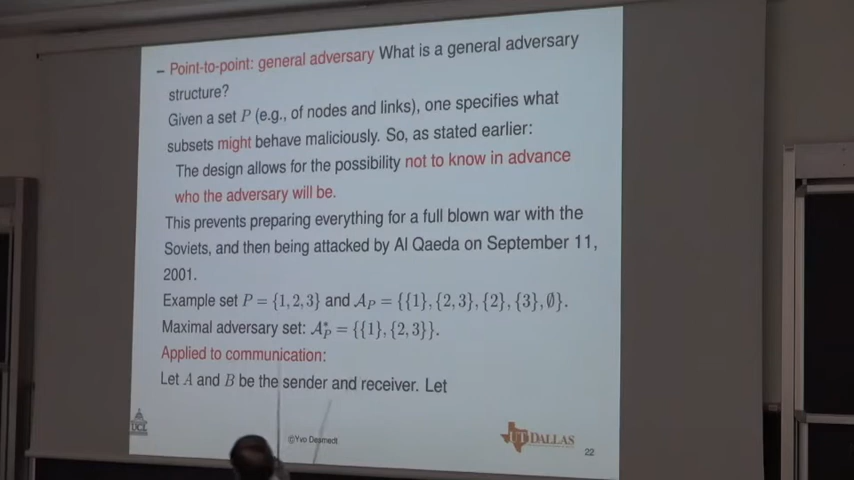 – Point-to-point: general adversary What is a general adversary
structure?
Given a set P (e.g., of nodes and links), one specifies what
subsets might behave maliciously. So, as stated earlier:
The design allows for the possibility not to know in advance
who the adversary will be.
This prevents preparing everything for a full blown war with the
Soviets, and then being attacked by Al Qaeda on September 11,
2001.
Example set P = {1, 2, 3} and 𝒜_P = {{1}, {2, 3}, {2}, {3}, ∅}.
Maximal adversary set: 𝒜*_P = {{1}, {2, 3}}.
Applied to communication:
Let A and B be the sender and receiver. Let
UCL
©Yvo Desmedt
UT DALLAS
22